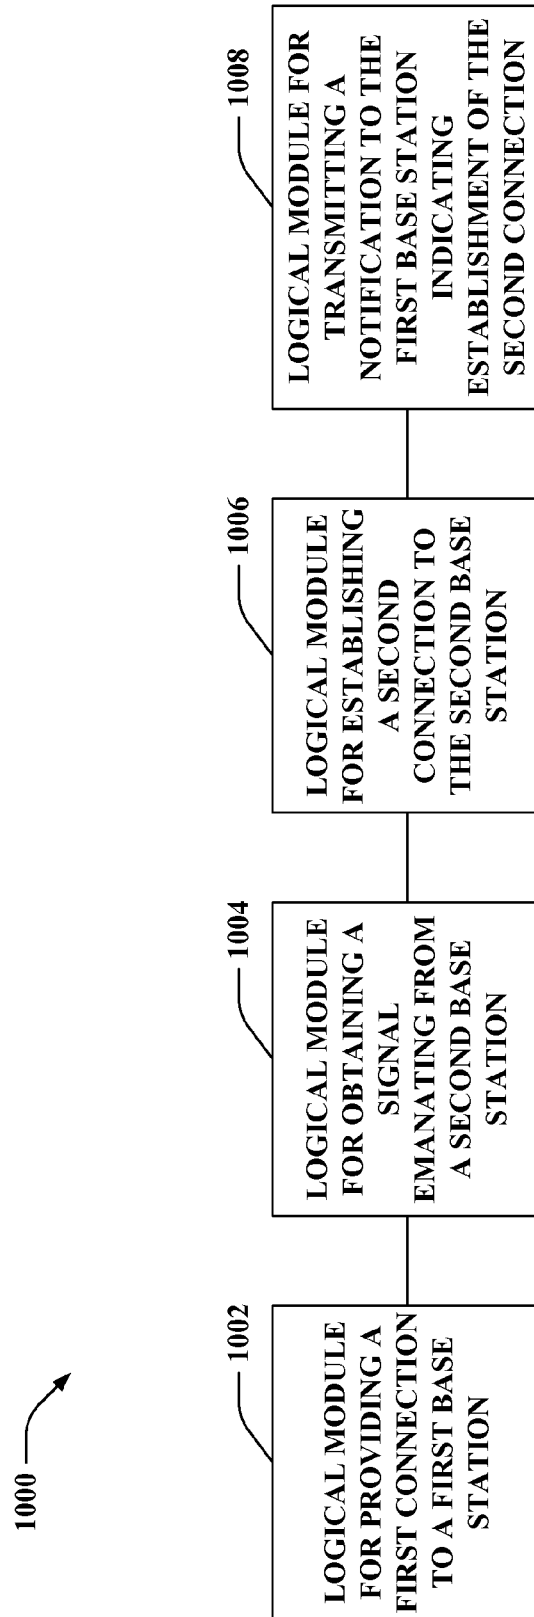 1000
1002
LOGICAL MODULE
FOR PROVIDING A
FIRST CONNECTION
TO A FIRST BASE
STATION
1004
LOGICAL MODULE
FOR OBTAINING A
SIGNAL
EMANATING FROM
A SECOND BASE
STATION
1006
LOGICAL MODULE
FOR ESTABLISHING
A SECOND
CONNECTION TO
THE SECOND BASE
STATION
1008
LOGICAL MODULE FOR
TRANSMITTING A
NOTIFICATION TO THE
FIRST BASE STATION
INDICATING
ESTABLISHMENT OF THE
SECOND CONNECTION